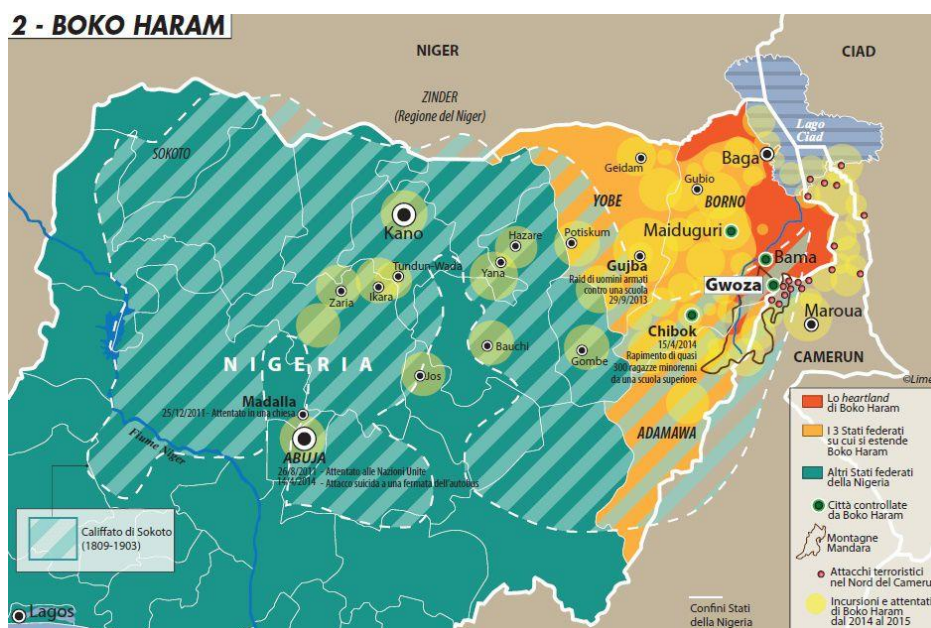 2 - BOKO HARAM
NIGER
CIAD
ZINDER
(Regione del Niger)
SOKOTO
Lago
Ciad
Geidam
Baga
Gubio
YOBE
BORNO
Kano
Maiduguri
Hazare
Potiskum
Gujba
Raid di uomini armati
contro una scuola
29/9/2013
Bama
Tundun-Wada
Yana
Zaria
Ikara
Gwoza
Maroua
Chibok
15/4/2014
Rapimento di quasi
300 ragazze minorenni
da una scuola superiore
NIGERIA
Bauchi
Gombe
CAMERUN
Jos
©Lime
Madalla
25/12/2011- Attentato in una chiesa
Fiume Niger
ADAMAWA
ABUJA
26/8/2011 - Attentato alle Nazioni Unite
14/4/2014 - Attacco suicida a una fermata dell'autobus
Lo heartland
di Boko Haram
I 3 Stati federati
su cui si estende
Boko Haram
Altri Stati federati
della Nigeria
Città controllate
da Boko Haram
Montagne
Mandara
Attacchi terroristici
nel Nord del Cameru
Incursioni e attentati
di Boko Haram
dal 2014 al 2015
Califfato di Sokoto
(1809-1903)
Confini Stati
della Nigeria
Lagos